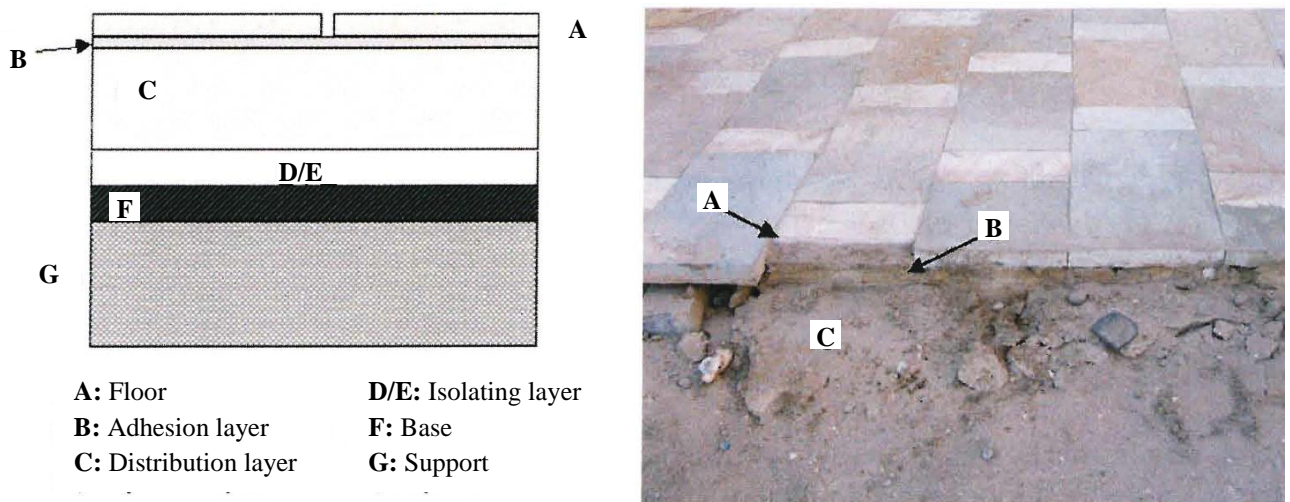 A
B
C
D/E
F
G
A: Floor
B: Adhesion layer
C: Distribution layer
D/E: Isolating layer
F: Base
G: Support
A
B
C